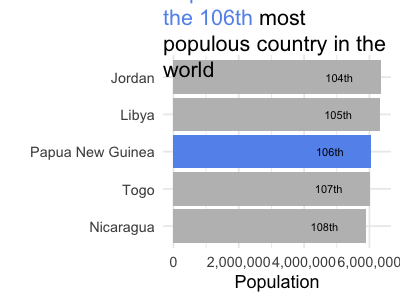 the 106th most
populous country in the
world
Jordan 104th
Libya 105th
Papua New Guinea 106th
Togo 107th
Nicaragua 108th
0 2,000,000 4,000,000 6,000,000
Population